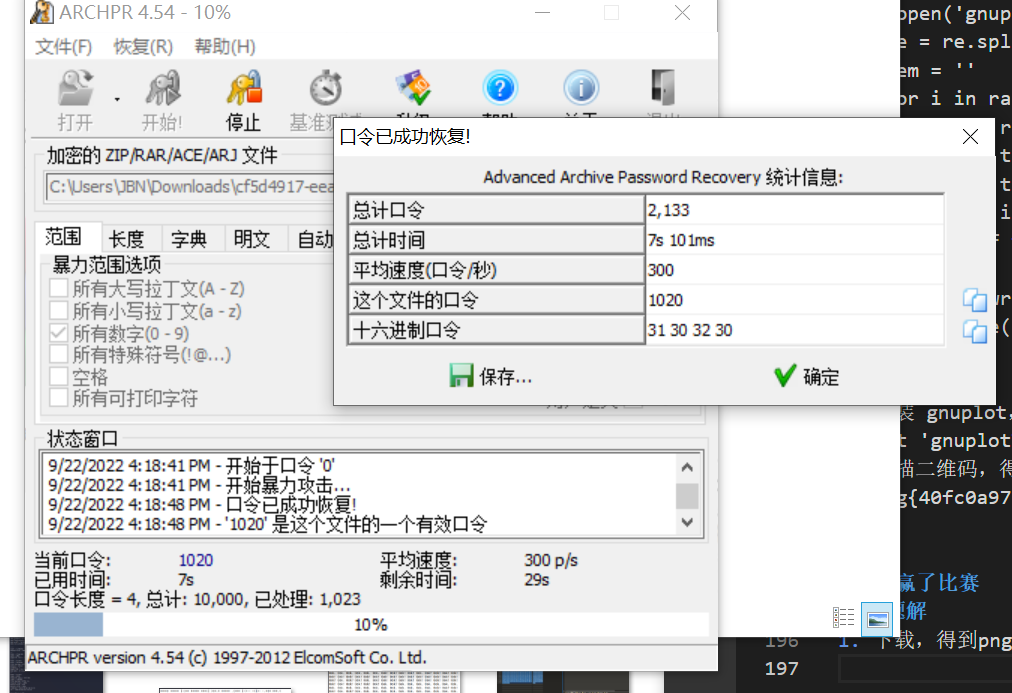 ARCHPR 4.54 - 10%
文件(F) 恢复(R) 帮助(H)
打开 开始! 停止
加密的 ZIP/RAR/ACE/ARJ 文件
C:\Users\JBN\Downloads\cf5d4917-eea
范围 长度 字典 明文 自动
暴力范围选项
所有大写拉丁文(A - Z)
所有小写拉丁文(a - z)
所有数字(0 - 9)
所有特殊符号(!@...)
空格
所有可打印字符
口令已成功恢复!
Advanced Archive Password Recovery 统计信息:
总计口令 2,133
总计时间 7s 101ms
平均速度(口令/秒) 300
这个文件的口令 1020
十六进制口令 31 30 32 30
保存... 确定
状态窗口
9/22/2022 4:18:41 PM - 开始于口令 '0'
9/22/2022 4:18:41 PM - 开始暴力攻击...
9/22/2022 4:18:48 PM - 口令已成功恢复!
9/22/2022 4:18:48 PM - '1020' 是这个文件的一个有效口令
当前口令: 1020 平均速度: 300 p/s
已用时间: 7s 剩余时间: 29s
口令长度 = 4, 总计: 10,000, 已处理: 1,023
10%
ARCHPR version 4.54 (c) 1997-2012 ElcomSoft Co. Ltd.
open('gnup
e = re.spl
em = ''
or i in ra
gnuplot,
t 'gnuplot
描二维码，得
g{40fc0a97
赢了比赛
题解
196 1. 下载，得到png
197